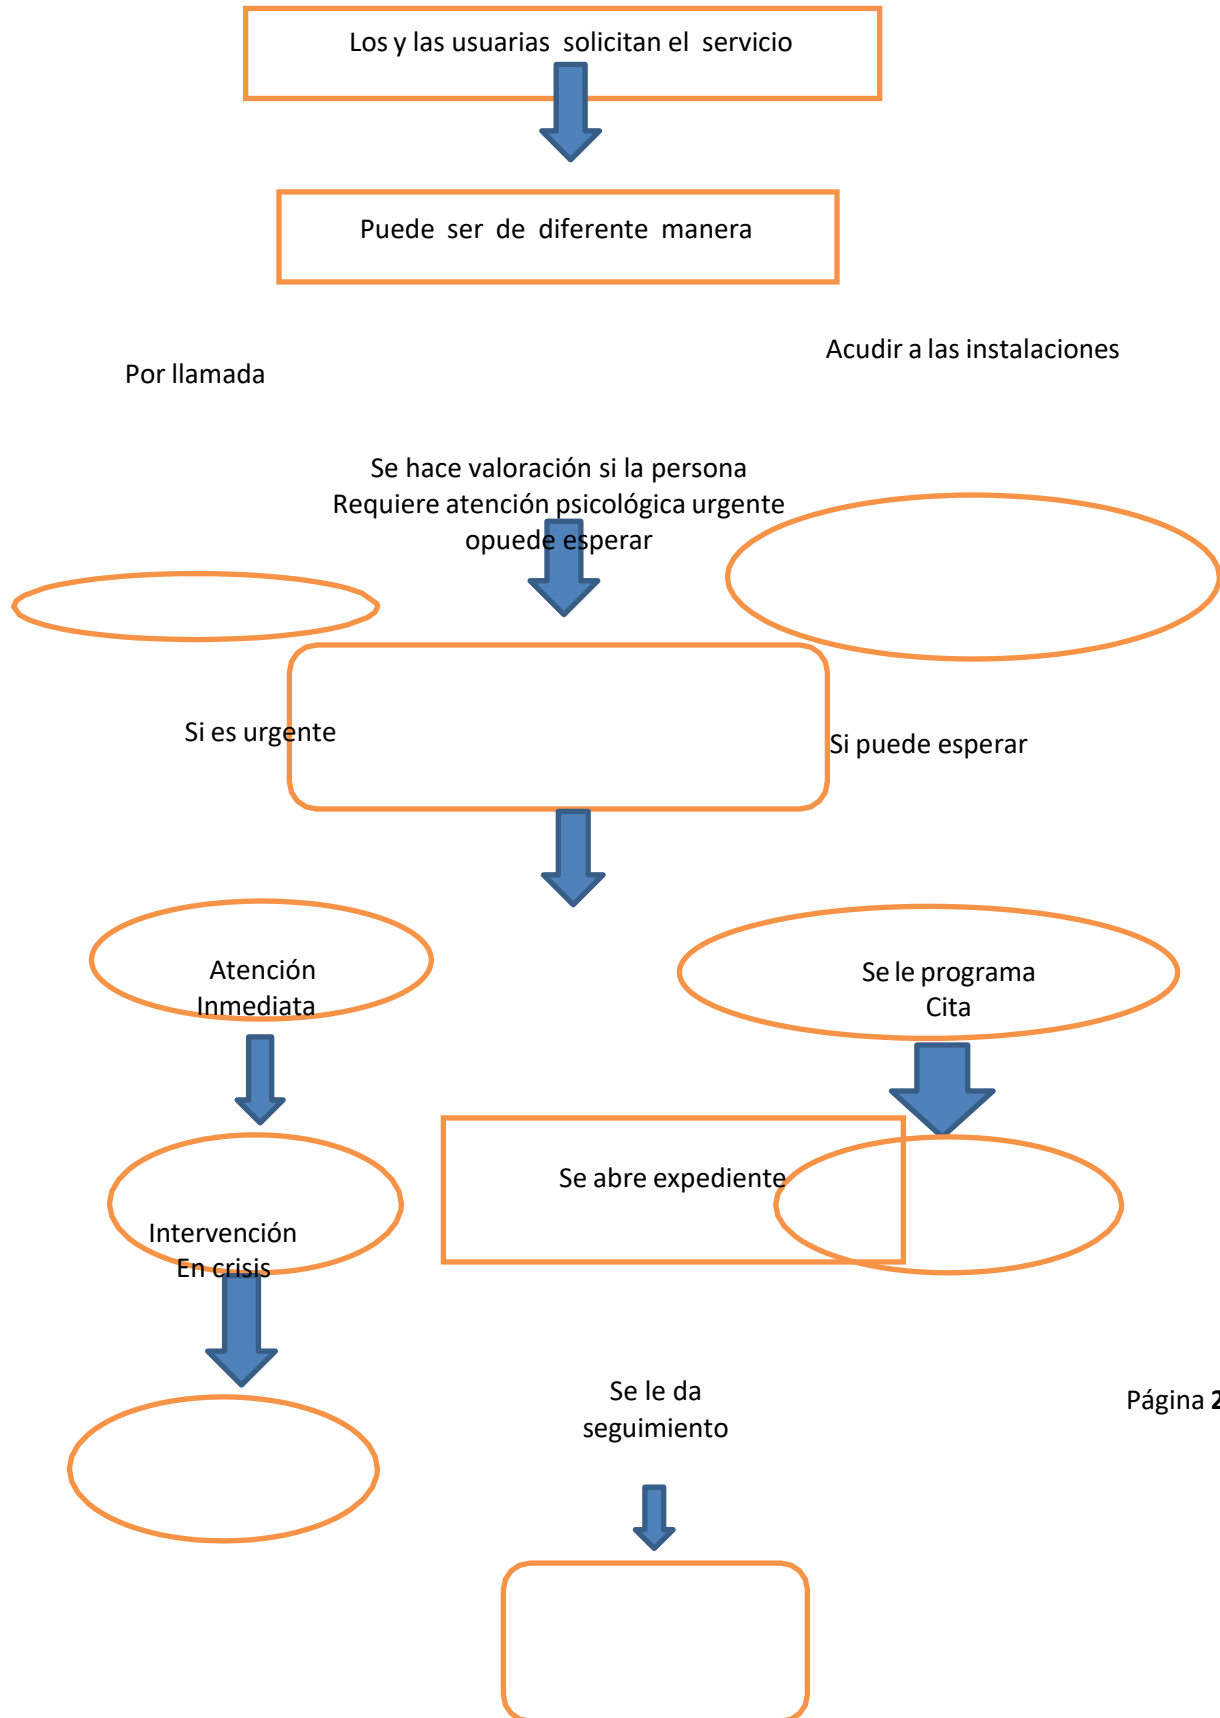 Los y las usuarias solicitan el servicio
Puede ser de diferente manera
Acudir a las instalaciones
Por llamada
Se hace valoración si la persona
Requiere atención psicológica urgente
opuede esperar
Si es urgente
Si puede esperar
Atención
Inmediata
Se le programa
Cita
Se abre expediente
Intervención
En crisis
Se le da
seguimiento
Página 2